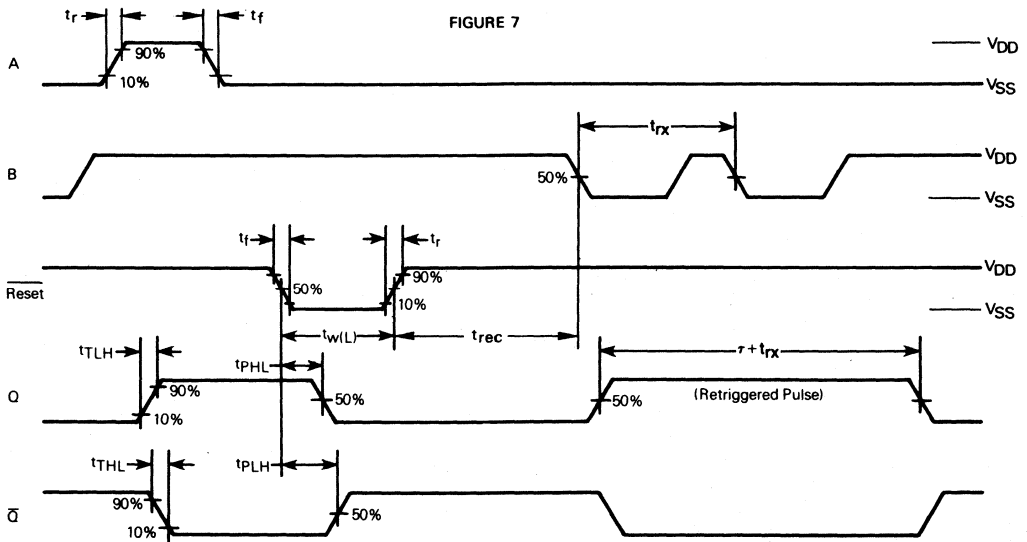 FIGURE 7
tr tf
A 90% VDD
10% VSS
trx
B VDD
50% VSS
tf tr
90% VDD
Reset 50% 10% VSS
tw(L) trec
tTLH tPHL τ + trx
Q 90% 50% 50% (Retriggered Pulse)
10%
tTHL tPLH
90% 50%
Q̅ 10%